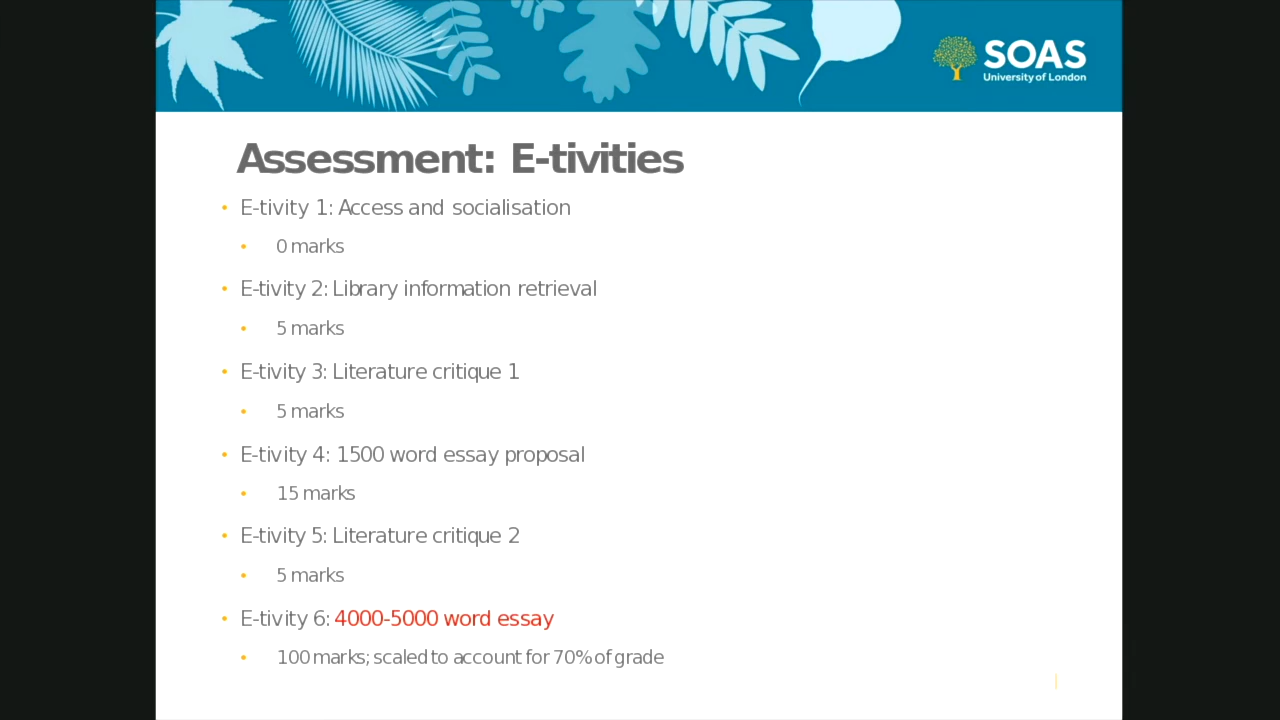 SOAS
University of London
Assessment: E-tivities
• E-tivity 1: Access and socialisation
• 0 marks
• E-tivity 2: Library information retrieval
• 5 marks
• E-tivity 3: Literature critique 1
• 5 marks
• E-tivity 4: 1500 word essay proposal
• 15 marks
• E-tivity 5: Literature critique 2
• 5 marks
• E-tivity 6: 4000-5000 word essay
• 100 marks; scaled to account for 70% of grade